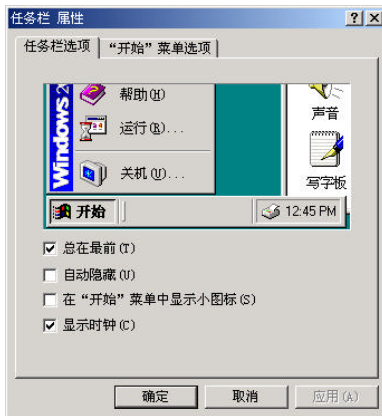 任务栏 属性
任务栏选项
“开始”菜单选项
Windows 2
帮助(H)
运行(R)...
关机(U)...
声音
写字板
开始
12:45 PM
总在最前(T)
自动隐藏(U)
在“开始”菜单中显示小图标(S)
显示时钟(C)
确定
取消
应用(A)